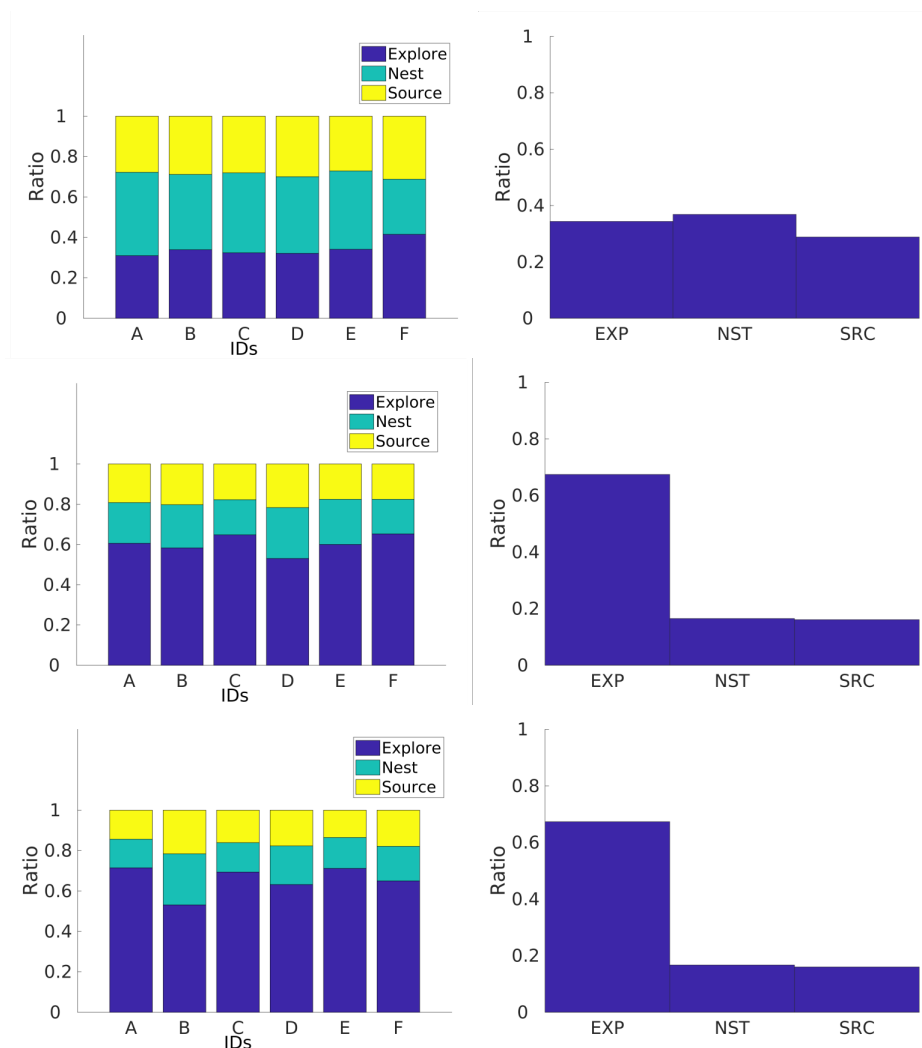 Explore
Nest
Source
1
0.8
0.6
0.4
0.2
0
Ratio
A B C D E F
IDs
1
0.8
0.6
0.4
0.2
0
Ratio
EXP NST SRC
Explore
Nest
Source
1
0.8
0.6
0.4
0.2
0
Ratio
A B C D E F
IDs
1
0.8
0.6
0.4
0.2
0
Ratio
EXP NST SRC
Explore
Nest
Source
1
0.8
0.6
0.4
0.2
0
Ratio
A B C D E F
IDs
1
0.8
0.6
0.4
0.2
0
Ratio
EXP NST SRC